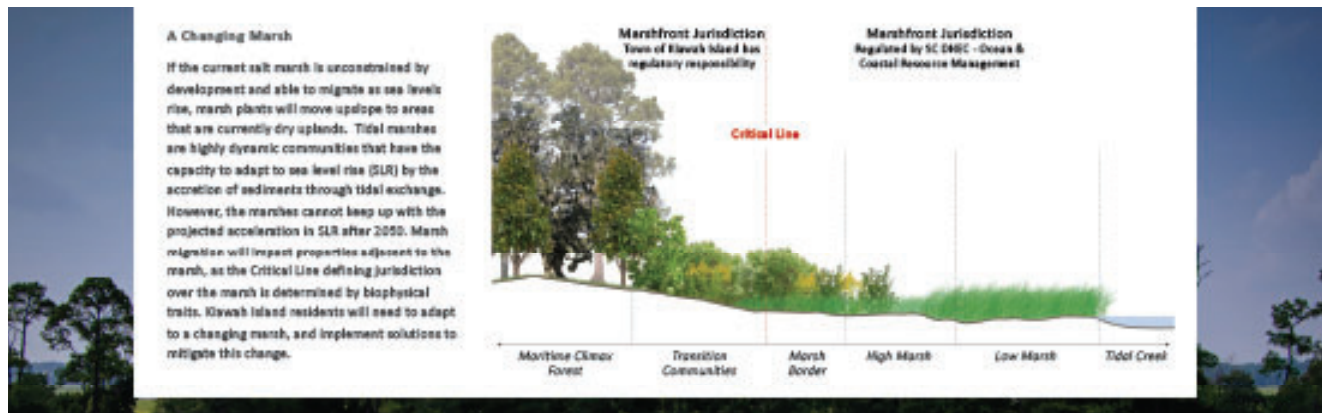 A Changing Marsh
If the current salt marsh is unconstrained by
development and able to migrate as sea levels
rise, marsh plants will move upslope to areas
that are currently dry uplands. Tidal marshes
are highly dynamic communities that have the
capacity to adapt to sea level rise (SLR) by the
accretion of sediments through tidal exchange.
However, the marshes cannot keep up with the
projected acceleration in SLR after 2050. Marsh
migration will impact properties adjacent to the
marsh, as the Critical Line defining jurisdiction
over the marsh is determined by biophysical
traits. Kiawah Island residents will need to adapt
to a changing marsh, and implement solutions to
mitigate this change.
Marshfront Jurisdiction
Town of Kiawah Island has
regulatory responsibility
Marshfront Jurisdiction
Regulated by SC DHEC - Ocean &
Coastal Resource Management
Critical Line
Maritime Climax
Forest
Transition
Communities
Marsh
Border
High Marsh
Low Marsh
Tidal Creek